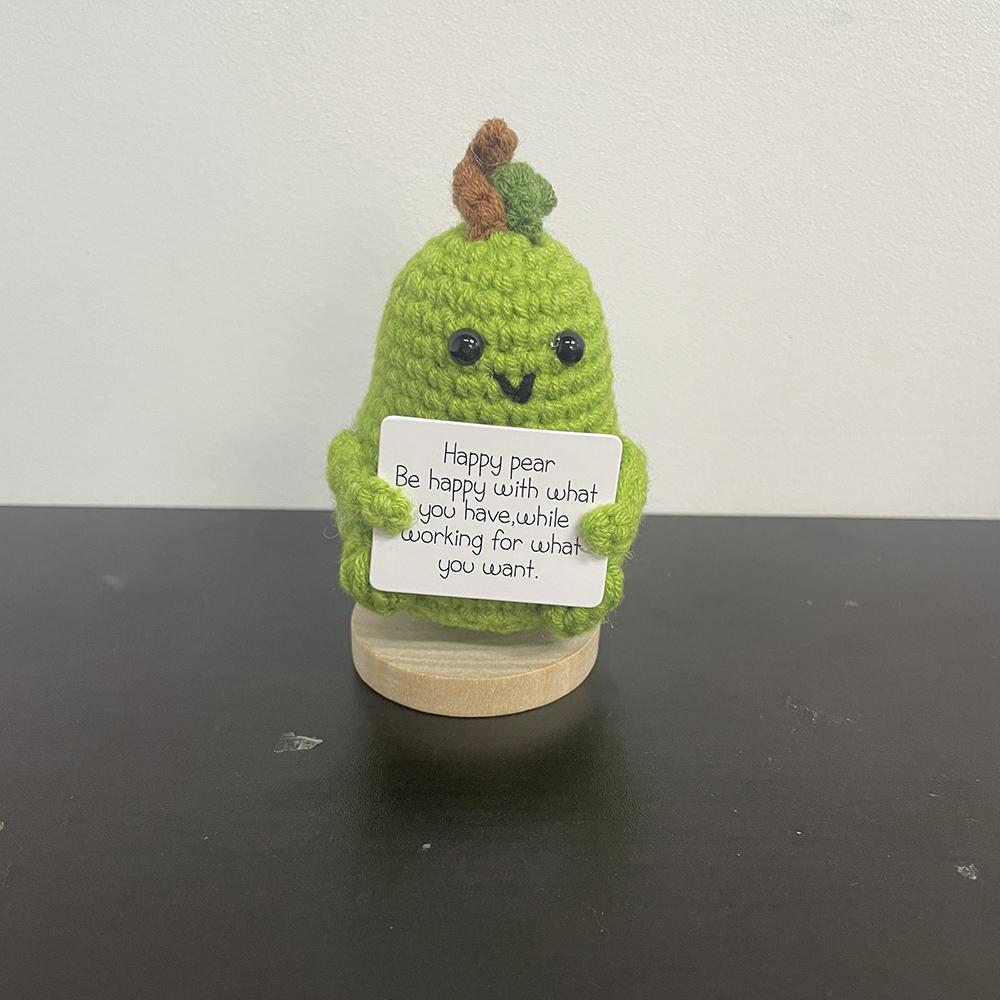 Happy pear
Be happy with what
you have,while
working for what
you want.